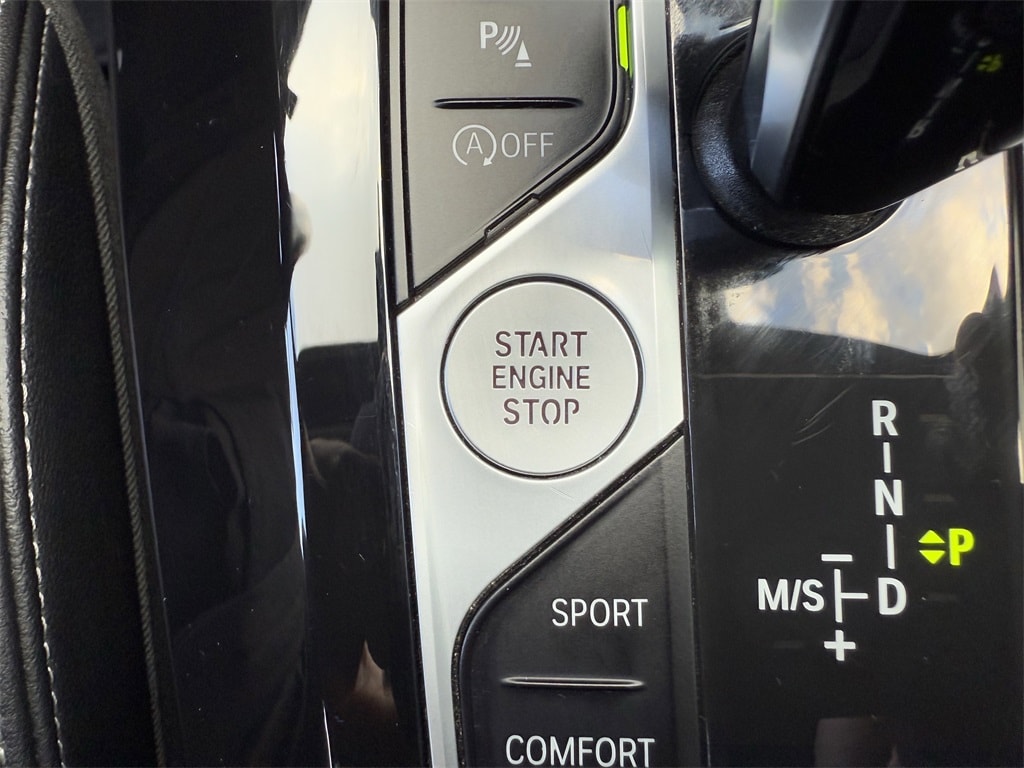 P
A OFF
START
ENGINE
STOP
SPORT
COMFORT
R
N
P
M/S D
+